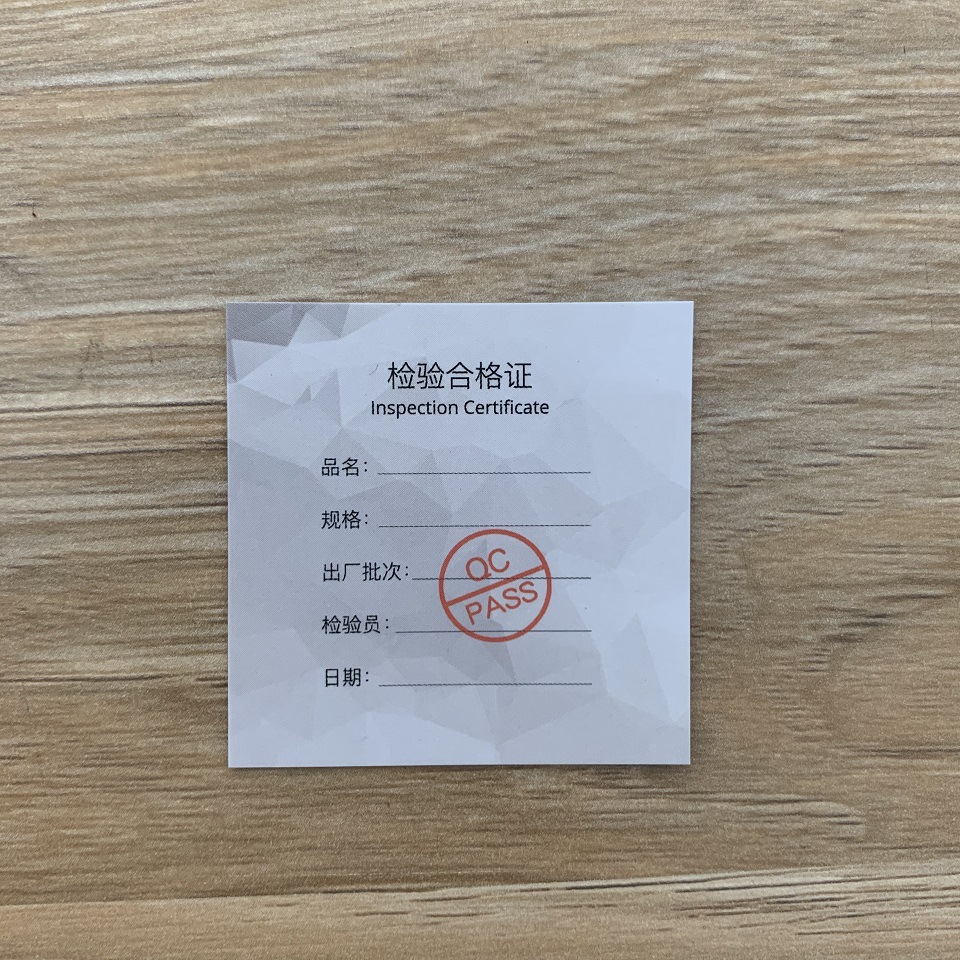 检验合格证
Inspection Certificate
品名：
规格：
出厂批次：
QC
PASS
检验员：
日期：